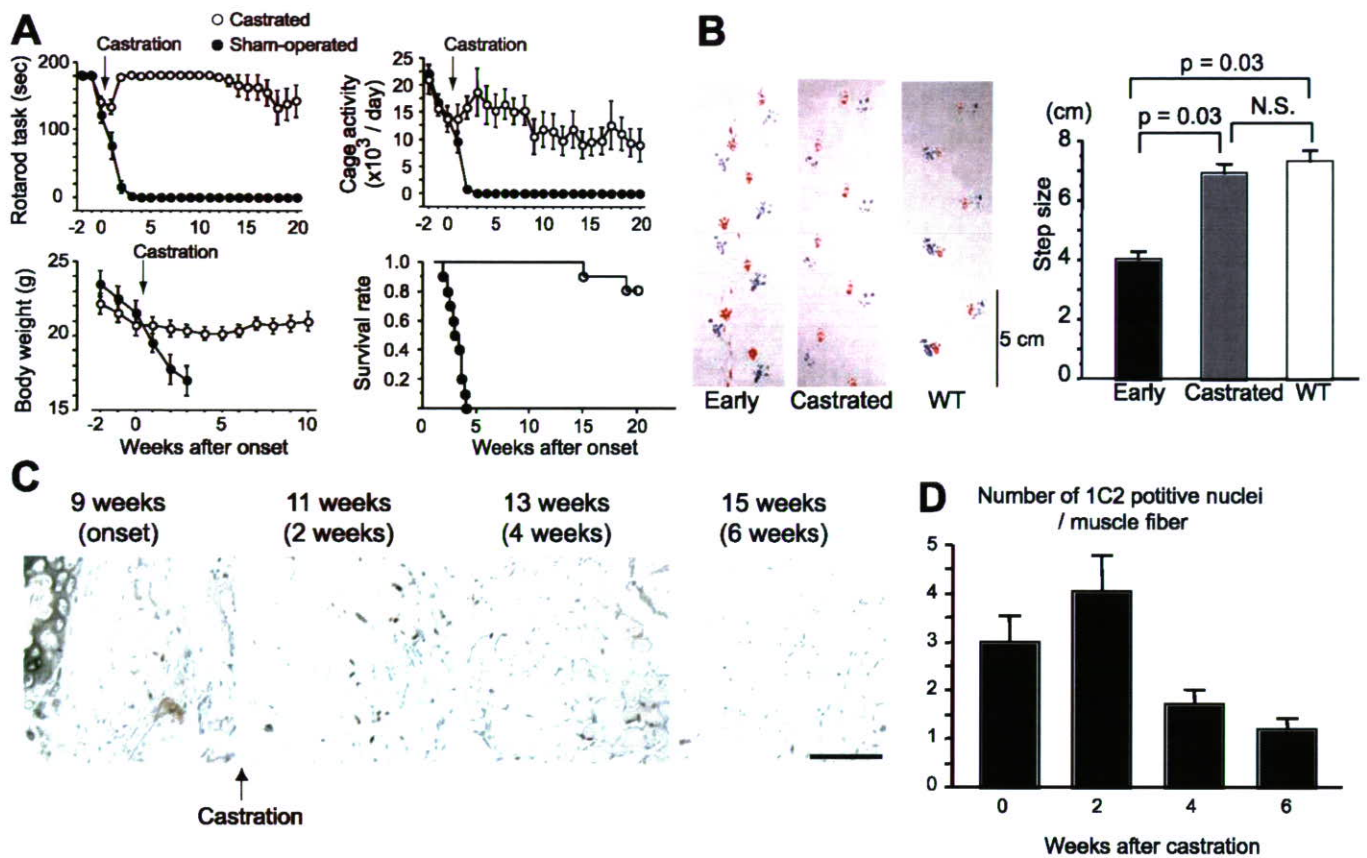 A
○ Castrated
● Sham-operated
Castration
Rotarod task (sec)
180
100
0
-2 0 5 10 15 20
Castration
Cage activity
(x10³ / day)
25
20
15
10
5
0
-2 0 5 10 15 20
Castration
Body weight (g)
25
20
15
-2 0 5 10
Weeks after onset
Survival rate
1.0
0.8
0.6
0.4
0.2
0 5 10 15 20
Weeks after onset
B
Early
Castrated
WT
5 cm
p = 0.03
p = 0.03
N.S.
(cm)
Step size
8
6
4
2
0
Early
Castrated
WT
C
9 weeks
(onset)
11 weeks
(2 weeks)
13 weeks
(4 weeks)
15 weeks
(6 weeks)
Castration
D
Number of 1C2 potitive nuclei
/ muscle fiber
5
4
3
2
1
0
0 2 4 6
Weeks after castration